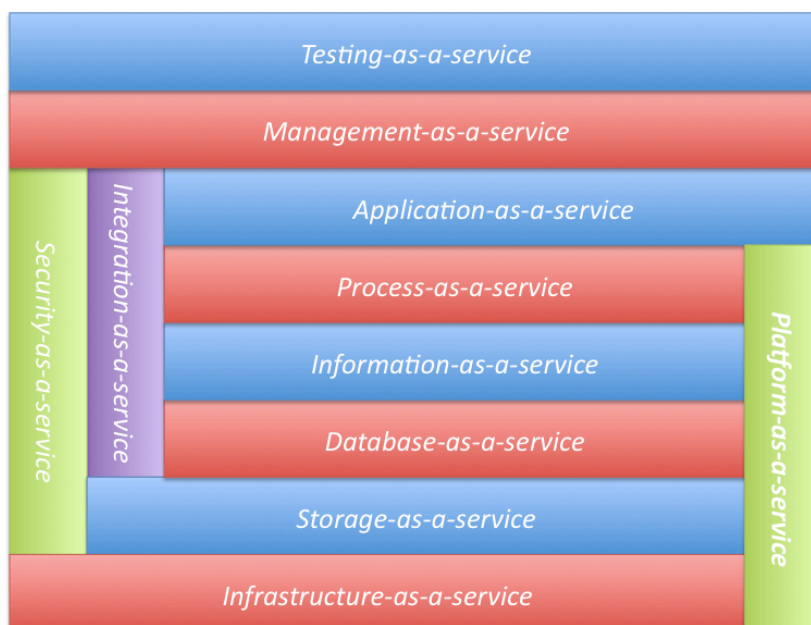 Testing-as-a-service
Management-as-a-service
Security-as-a-service
Integration-as-a-service
Application-as-a-service
Process-as-a-service
Information-as-a-service
Database-as-a-service
Storage-as-a-service
Infrastructure-as-a-service
Platform-as-a-service